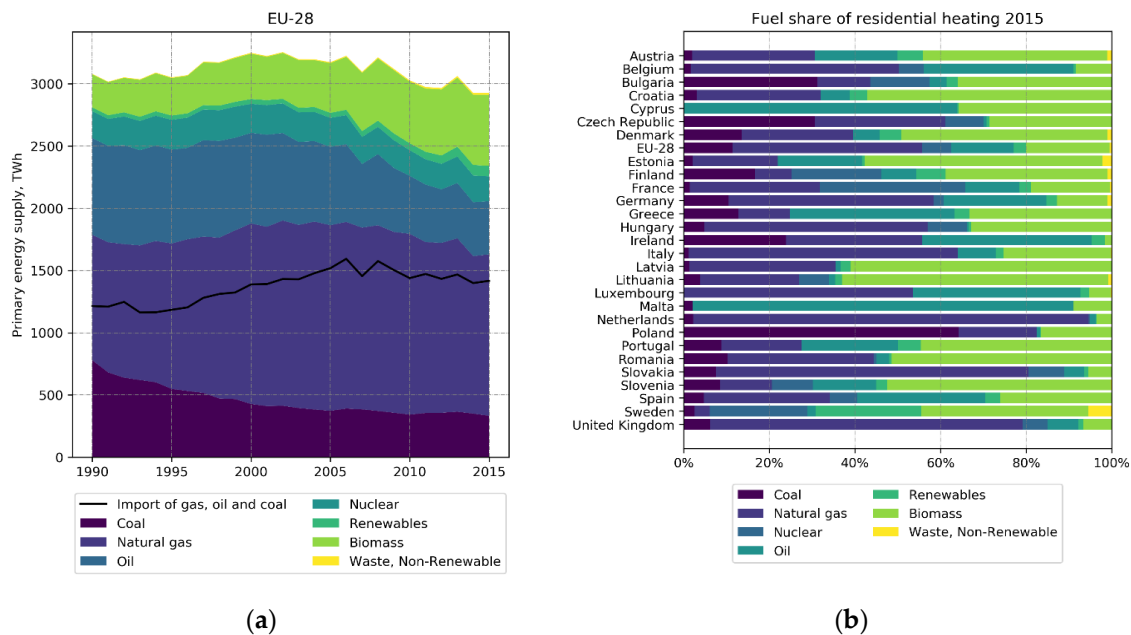 EU-28
Primary energy supply, TWh
3000
2500
2000
1500
1000
500
0
1990 1995 2000 2005 2010 2015
Import of gas, oil and coal
Coal
Natural gas
Oil
Nuclear
Renewables
Biomass
Waste, Non-Renewable
(a)
Fuel share of residential heating 2015
Austria
Belgium
Bulgaria
Croatia
Cyprus
Czech Republic
Denmark
EU-28
Estonia
Finland
France
Germany
Greece
Hungary
Ireland
Italy
Latvia
Lithuania
Luxembourg
Malta
Netherlands
Poland
Portugal
Romania
Slovakia
Slovenia
Spain
Sweden
United Kingdom
0% 20% 40% 60% 80% 100%
Coal
Natural gas
Nuclear
Oil
Renewables
Biomass
Waste, Non-Renewable
(b)